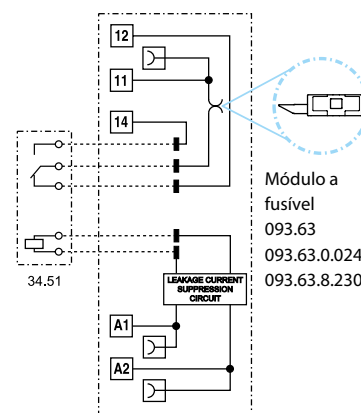 12
11
14
34.51
LEAKAGE CURRENT
SUPPRESSION
CIRCUIT
A1
A2
Módulo a
fusível
093.63
093.63.0.024
093.63.8.230